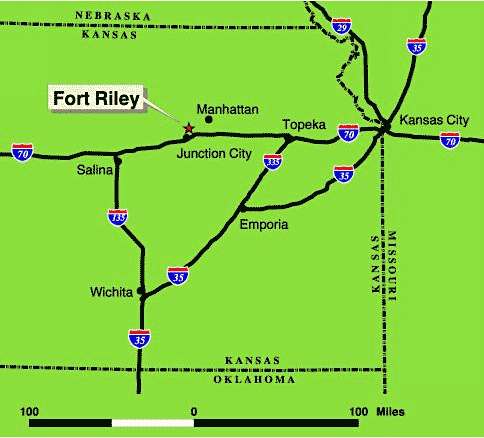 NEBRASKA
KANSAS
29
35
Fort Riley
Manhattan
Kansas City
Topeka
70
70
70
Junction City
335
Salina
35
135
Emporia
KANSAS
MISSOURI
35
Wichita
35
KANSAS
OKLAHOMA
100 0 100 Miles